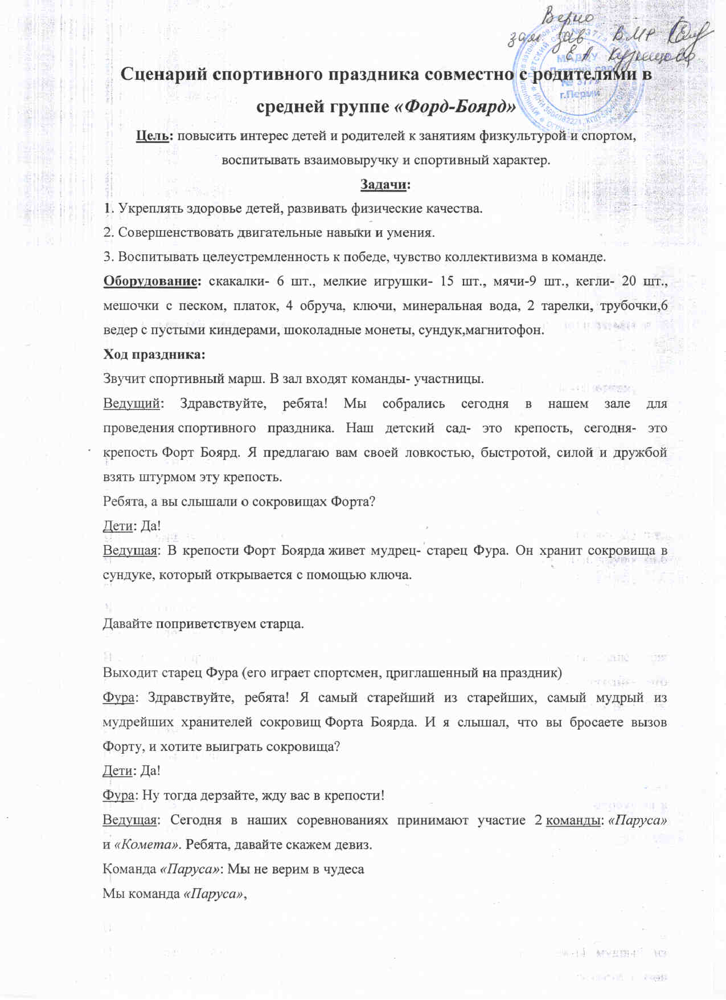 Верно
зам. зав. ВМР
Е.А. Кузнецова
МАДОУ
«Детский сад
№ 377»
г.Перми
Сценарий спортивного праздника совместно с родителями в
средней группе «Форд-Боярд»
Цель: повысить интерес детей и родителей к занятиям физкультурой и спортом,
воспитывать взаимовыручку и спортивный характер.
Задачи:
1. Укреплять здоровье детей, развивать физические качества.
2. Совершенствовать двигательные навыки и умения.
3. Воспитывать целеустремленность к победе, чувство коллективизма в команде.
Оборудование: скакалки- 6 шт., мелкие игрушки- 15 шт., мячи-9 шт., кегли- 20 шт.,
мешочки с песком, платок, 4 обруча, ключи, минеральная вода, 2 тарелки, трубочки,6
ведер с пустыми киндерами, шоколадные монеты, сундук,магнитофон.
Ход праздника:
Звучит спортивный марш. В зал входят команды- участницы.
Ведущий: Здравствуйте, ребята! Мы собрались сегодня в нашем зале для
проведения спортивного праздника. Наш детский сад- это крепость, сегодня- это
крепость Форт Боярд. Я предлагаю вам своей ловкостью, быстротой, силой и дружбой
взять штурмом эту крепость.
Ребята, а вы слышали о сокровищах Форта?
Дети: Да!
Ведущая: В крепости Форт Боярда живет мудрец- старец Фура. Он хранит сокровища в
сундуке, который открывается с помощью ключа.
Давайте поприветствуем старца.
Выходит старец Фура (его играет спортсмен, приглашенный на праздник)
Фура: Здравствуйте, ребята! Я самый старейший из старейших, самый мудрый из
мудрейших хранителей сокровищ Форта Боярда. И я слышал, что вы бросаете вызов
Форту, и хотите выиграть сокровища?
Дети: Да!
Фура: Ну тогда дерзайте, жду вас в крепости!
Ведущая: Сегодня в наших соревнованиях принимают участие 2 команды: «Паруса»
и «Комета». Ребята, давайте скажем девиз.
Команда «Паруса»: Мы не верим в чудеса
Мы команда «Паруса»,